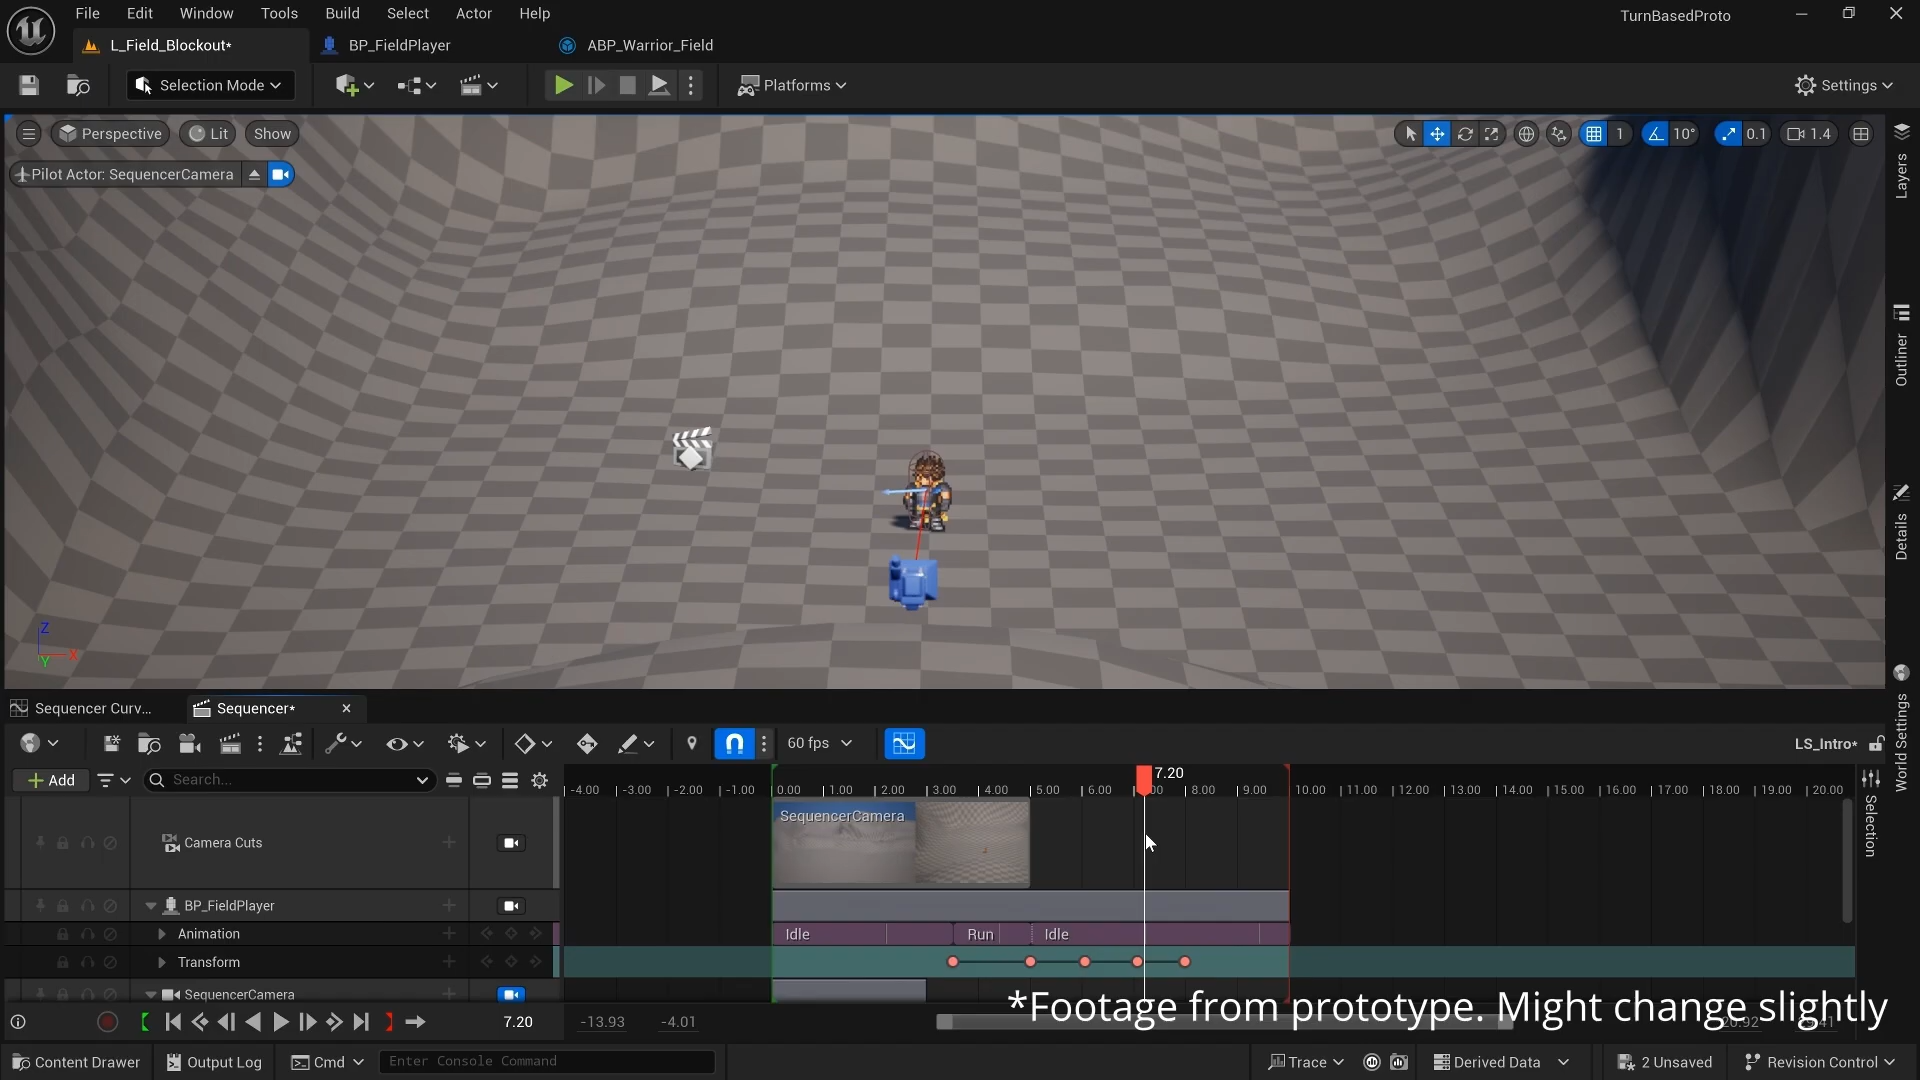 File Edit Window Tools Build Select Actor Help
TurnBasedProto
L_Field_Blockout*
BP_FieldPlayer
ABP_Warrior_Field
Selection Mode
Platforms
Settings
Perspective
Lit
Show
1
10°
0.1
1.4
Pilot Actor: SequencerCamera
Layers
Outliner
Details
World Settings
Z
X
Y
Sequencer Curv...
Sequencer*
60 fps
LS_Intro*
Add
Search...
7.20
-4.00 -3.00 -2.00 -1.00 0.00 1.00 2.00 3.00 4.00 5.00 6.00 8.00 9.00 10.00 11.00 12.00 13.00 14.00 15.00 16.00 17.00 18.00 19.00 20.00
Selection
Camera Cuts
SequencerCamera
BP_FieldPlayer
Animation
Idle
Run
Idle
Transform
SequencerCamera
*Footage from prototype. Might change slightly
7.20
-13.93
-4.01
Content Drawer
Output Log
Cmd
Enter Console Command
Trace
Derived Data
2 Unsaved
Revision Control